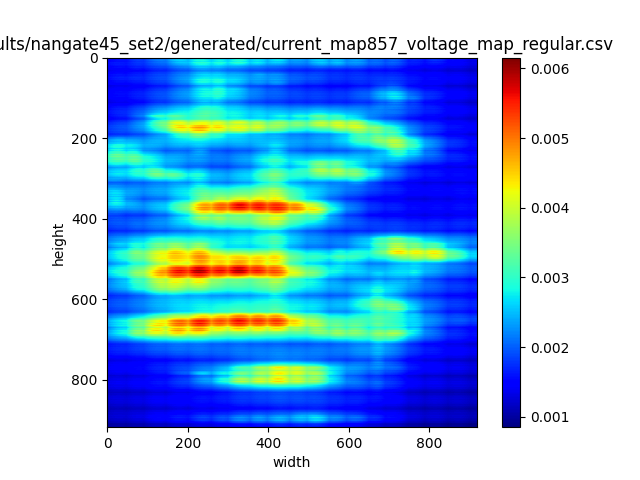 ults/nangate45_set2/generated/current_map857_voltage_map_regular.csv
0
200
400
600
800
height
0 200 400 600 800
width
0.006
0.005
0.004
0.003
0.002
0.001